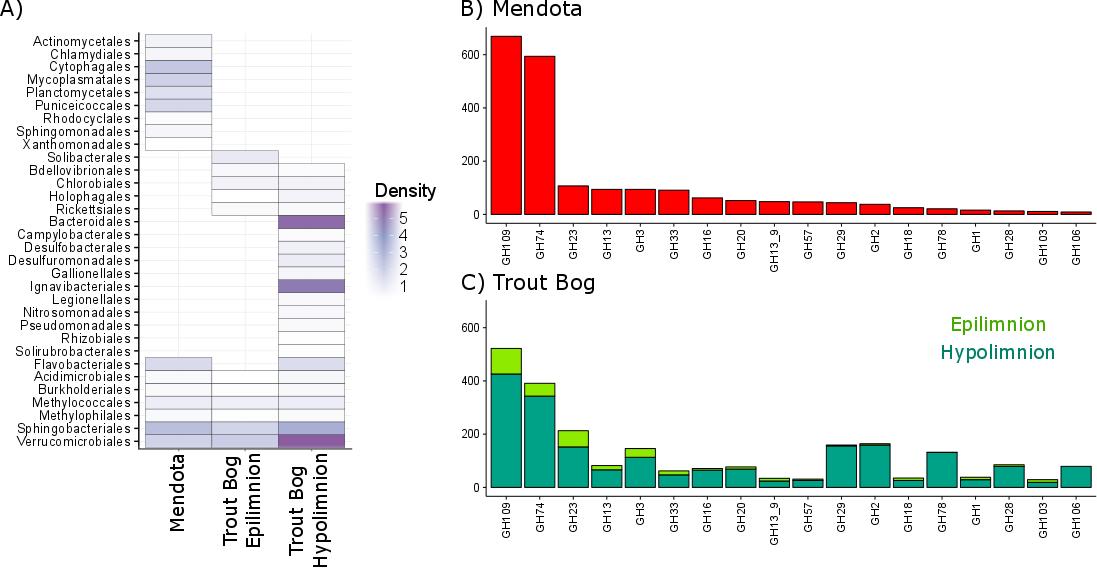 A)
Actinomycetales
Chlamydiales
Cytophagales
Mycoplasmatales
Planctomycetales
Puniceicoccales
Rhodocyclales
Sphingomonadales
Xanthomonadales
Solibacterales
Bdellovibrionales
Chlorobiales
Holophagales
Rickettsiales
Bacteroidales
Campylobacterales
Desulfobacterales
Desulfuromonadales
Gallionellales
Ignavibacteriales
Legionellales
Nitrosomonadales
Pseudomonadales
Rhizobiales
Solirubrobacterales
Flavobacteriales
Acidimicrobiales
Burkholderiales
Methylococcales
Methylophilales
Sphingobacteriales
Verrucomicrobiales
Mendota
Trout Bog
Epilimnion
Trout Bog
Hypolimnion
Density
5
4
3
2
1
B) Mendota
600
400
200
0
GH109
GH74
GH23
GH13
GH3
GH33
GH16
GH20
GH13_9
GH57
GH29
GH2
GH18
GH78
GH1
GH28
GH103
GH106
C) Trout Bog
Epilimnion
Hypolimnion
600
400
200
0
GH109
GH74
GH23
GH13
GH3
GH33
GH16
GH20
GH13_9
GH57
GH29
GH2
GH18
GH78
GH1
GH28
GH103
GH106